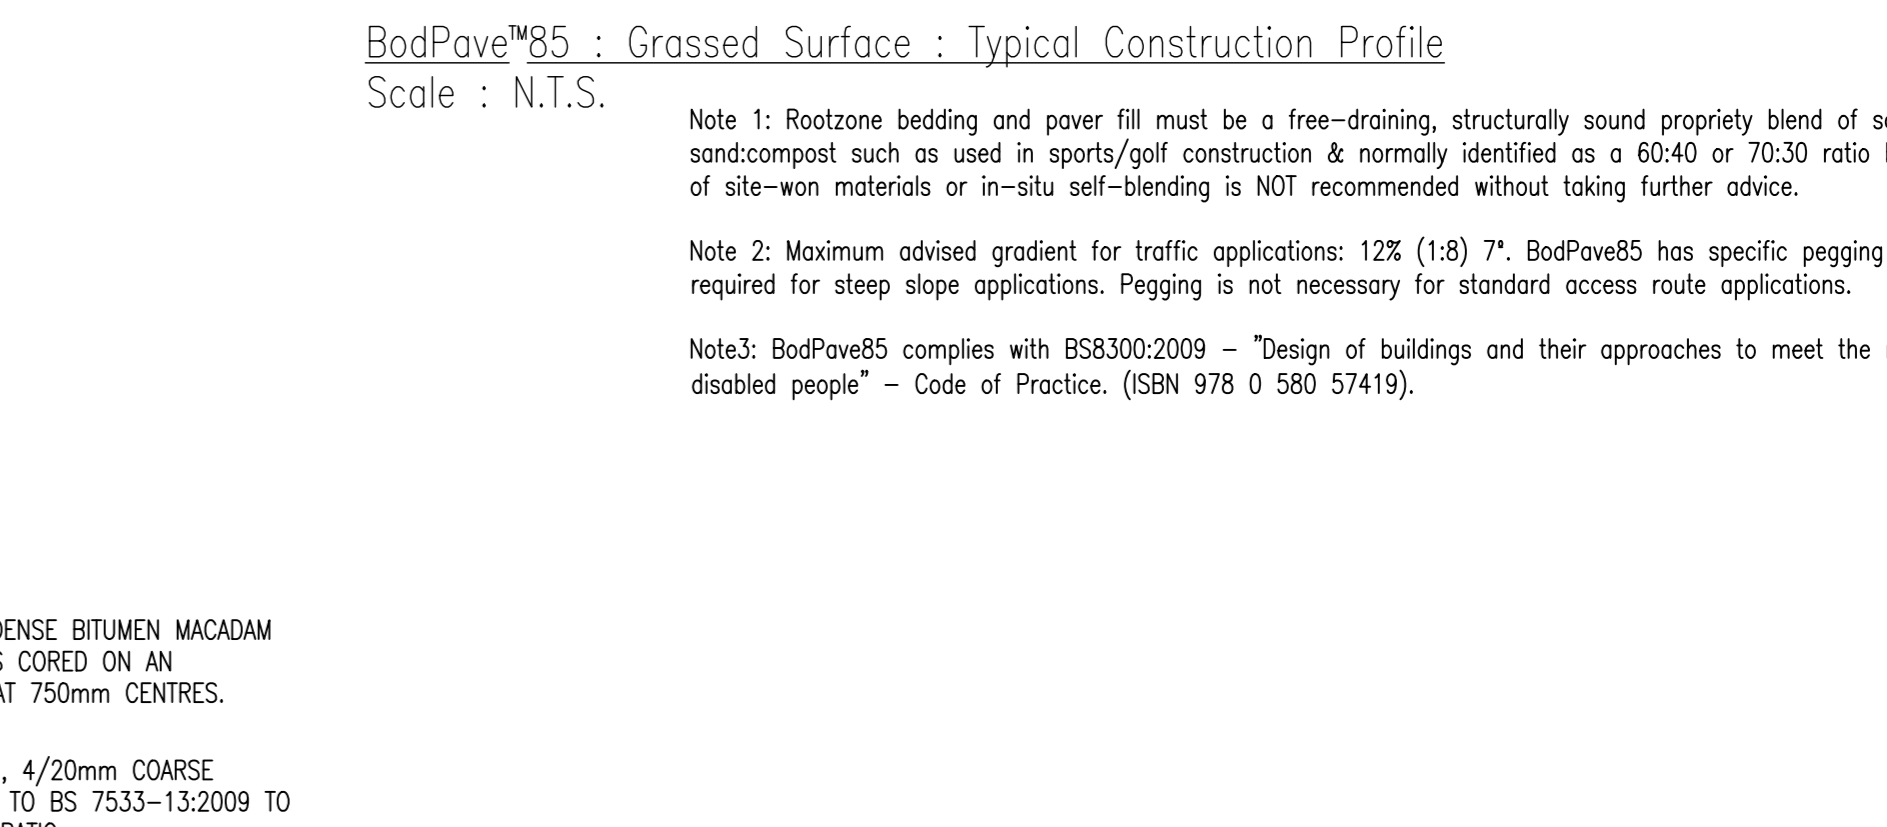 BodPave™85 : Grassed Surface : Typical Construction Profile
Scale : N.T.S.
Note 1: Rootzone bedding and paver fill must be a free-draining, structurally sound propriety blend of
sand:compost such as used in sports/golf construction & normally identified as a 60:40 or 70:30 ratio
of site-won materials or in-situ self-blending is NOT recommended without taking further advice.
Note 2: Maximum advised gradient for traffic applications: 12% (1:8) 7°. BodPave85 has specific pegging
required for steep slope applications. Pegging is not necessary for standard access route applications.
Note3: BodPave85 complies with BS8300:2009 – "Design of buildings and their approaches to meet the
disabled people" – Code of Practice. (ISBN 978 0 580 57419).
DENSE BITUMEN MACADAM
CORED ON AN
AT 750mm CENTRES.
, 4/20mm COARSE
TO BS 7533-13:2009 TO